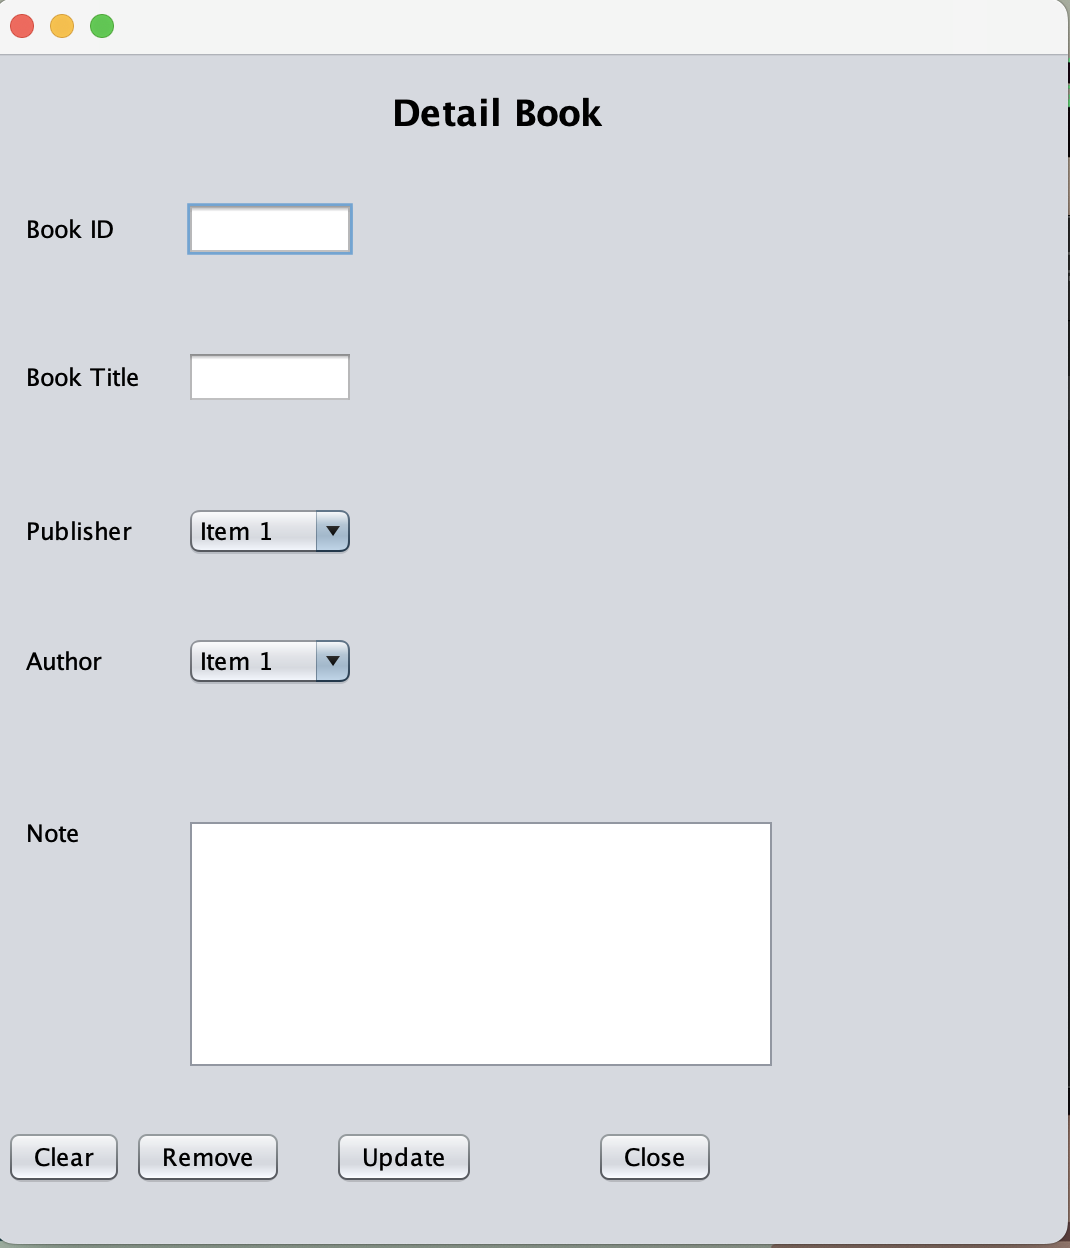 Detail Book
Book ID
Book Title
Publisher Item 1
Author Item 1
Note
Clear Remove Update Close